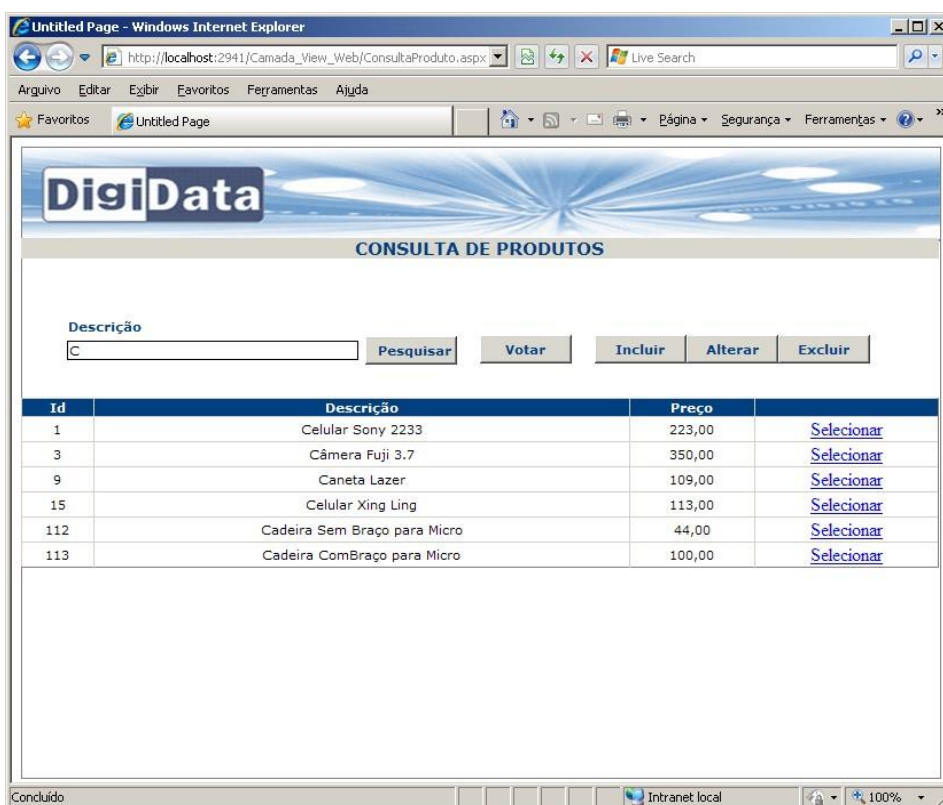 Untitled Page - Windows Internet Explorer
http://localhost:2941/Camada_View_Web/ConsultaProduto.aspx
Live Search
Arquivo Editar Exibir Favoritos Ferramentas Ajuda
Favoritos Untitled Page Página Segurança Ferramentas
DigiData
CONSULTA DE PRODUTOS
Descrição
C Pesquisar Votar Incluir Alterar Excluir
Id Descrição Preço
1 Celular Sony 2233 223,00 Selecionar
3 Câmera Fuji 3.7 350,00 Selecionar
9 Caneta Lazer 109,00 Selecionar
15 Celular Xing Ling 113,00 Selecionar
112 Cadeira Sem Braço para Micro 44,00 Selecionar
113 Cadeira ComBraço para Micro 100,00 Selecionar
Concluído Intranet local 100%